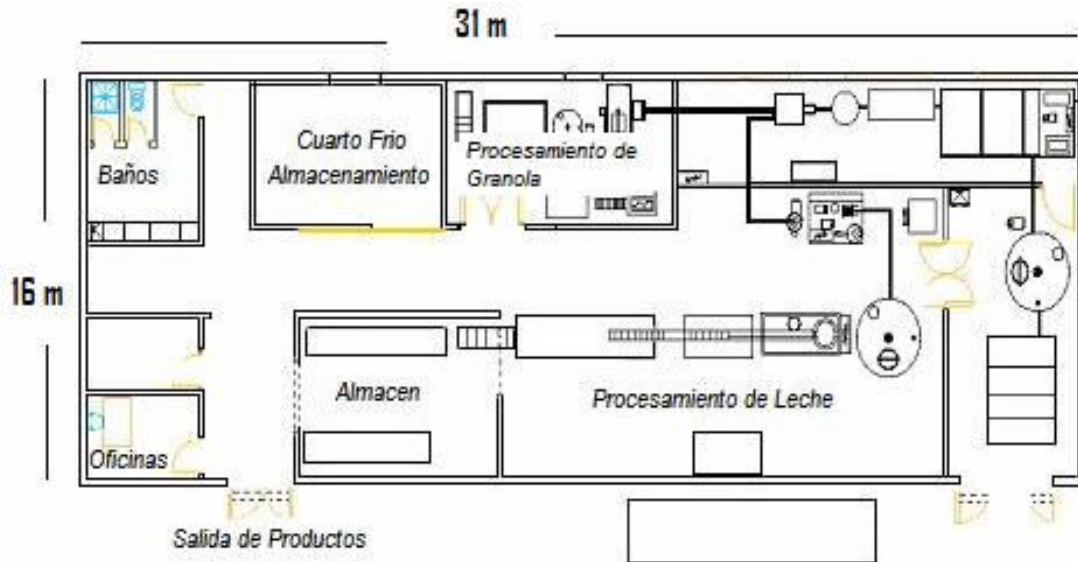 31 m
Baños
Cuarto Frio
Almacenamiento
Procesamiento de
Granola
16 m
Almacen
Procesamiento de Leche
Oficinas
Salida de Productos